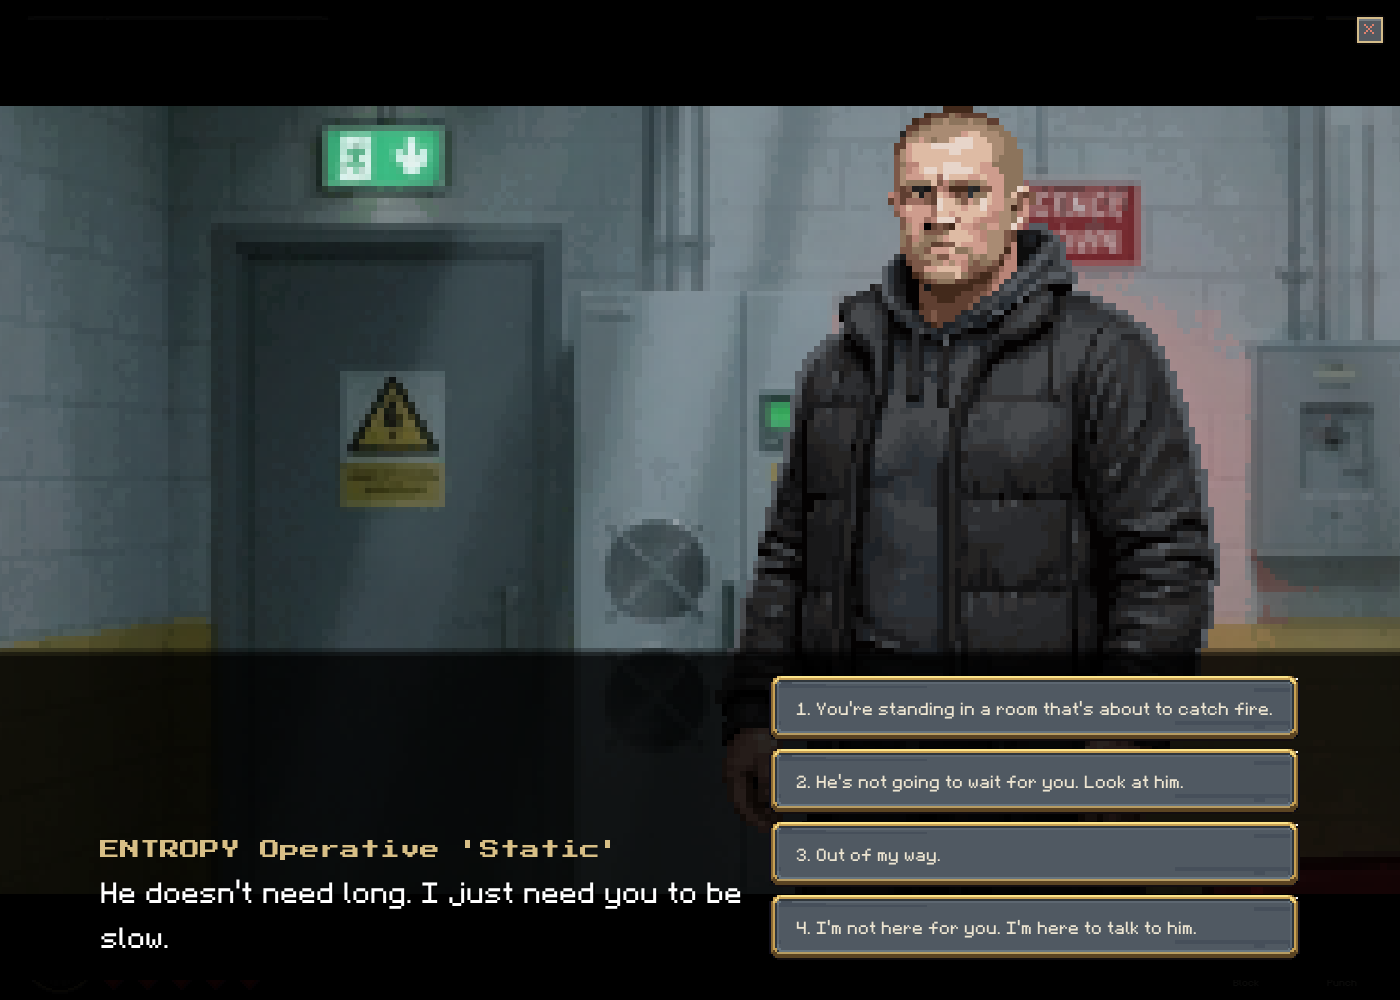 ENTROPY Operative 'Static'
He doesn't need long. I just need you to be
slow.
1. You're standing in a room that's about to catch fire.
2. He's not going to wait for you. Look at him.
3. Out of my way.
4. I'm not here for you. I'm here to talk to him.